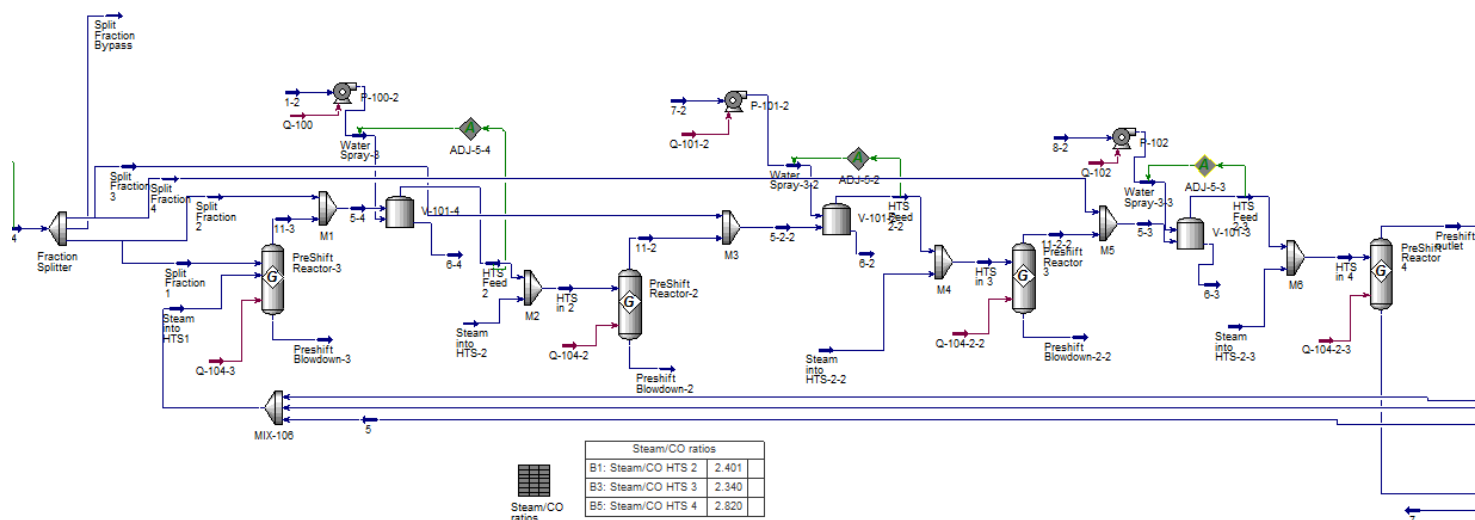 Split
Fraction
Bypass
1-2
P-100-2
Q-100
Water
Spray-3
ADJ-5-4
7-2
P-101-2
Q-101-2
Water
Spray-3-2
ADJ-5-2
8-2
P-102
Q-102
Water
Spray-3-3
ADJ-5-3
4
Fraction
Splitter
Split
Fraction
3
Split
Fraction
4
Split
Fraction
2
Split
Fraction
1
11-3
M1
5-4
V-101-4
6-4
HTS
Feed
2
PreShift
Reactor-3
Steam
into
HTS1
Q-104-3
Preshift
Blowdown-3
M2
HTS
in 2
Steam
into
HTS-2
Q-104-2
11-2
PreShift
Reactor-2
Preshift
Blowdown-2
M3
5-2-2
6-2
HTS
Feed
2-2
M4
HTS
in 3
Steam
into
HTS-2-2
Q-104-2-2
11-2-2
Preshift
Reactor
3
Preshift
Blowdown-2-2
M5
5-3
V-101-3
6-3
HTS
Feed
2-3
M6
HTS
in 4
Steam
into
HTS-2-3
Q-104-2-3
Preshift
outlet
PreShift
Reactor
4
MIX-106
5
7
Steam/CO
ratios
Steam/CO ratios
B1: Steam/CO HTS 2 2.401
B3: Steam/CO HTS 3 2.340
B5: Steam/CO HTS 4 2.820